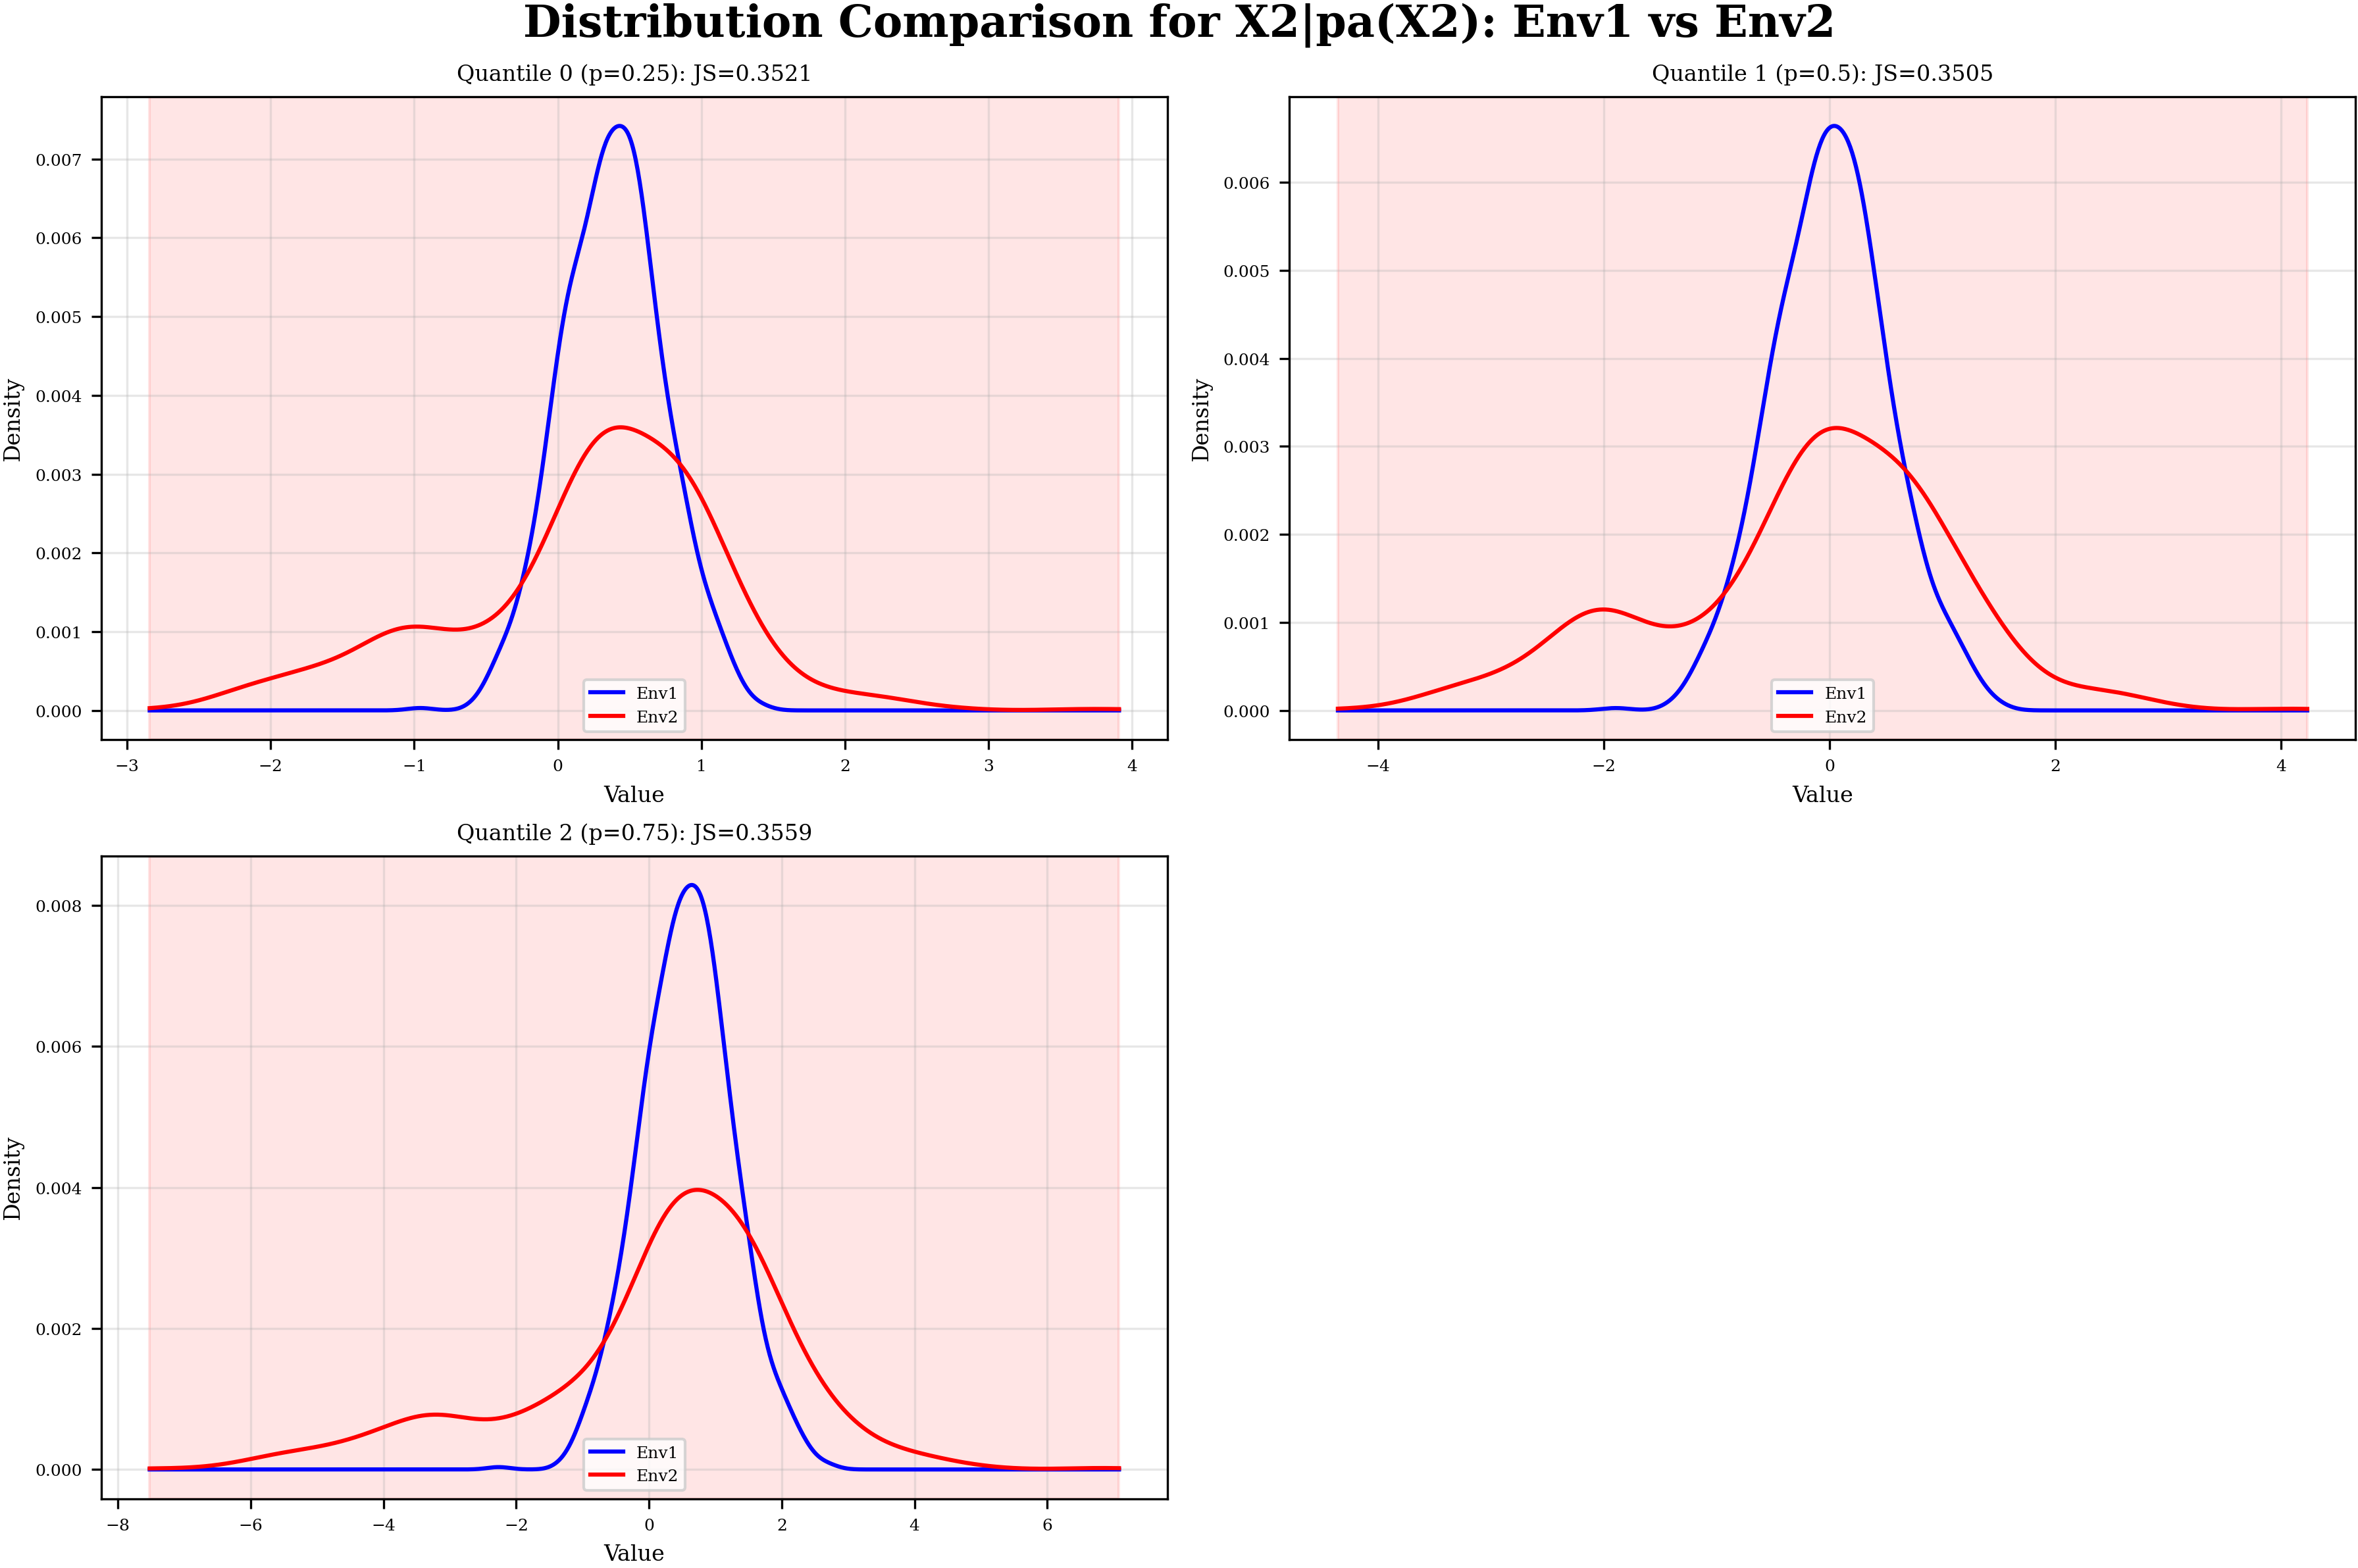 Distribution Comparison for X2|pa(X2): Env1 vs Env2
Quantile 0 (p=0.25): JS=0.3521
Density
0.007
0.006
0.005
0.004
0.003
0.002
0.001
0.000
−3 −2 −1 0 1 2 3 4
Value
Env1
Env2
Quantile 1 (p=0.5): JS=0.3505
Density
0.006
0.005
0.004
0.003
0.002
0.001
0.000
−4 −2 0 2 4
Value
Env1
Env2
Quantile 2 (p=0.75): JS=0.3559
Density
0.008
0.006
0.004
0.002
0.000
−8 −6 −4 −2 0 2 4 6
Value
Env1
Env2